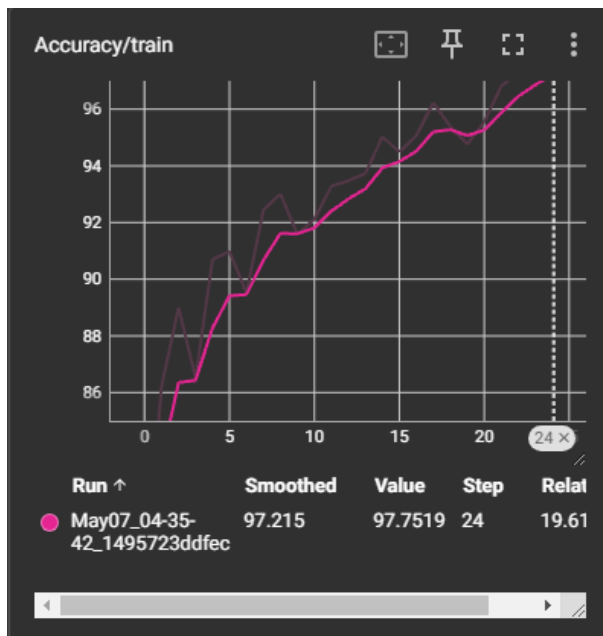 Accuracy/train
96
94
92
90
88
86
0 5 10 15 20 24 ×
Run ↑ Smoothed Value Step Relat
May07_04-35- 97.215 97.7519 24 19.61
42_1495723ddfec